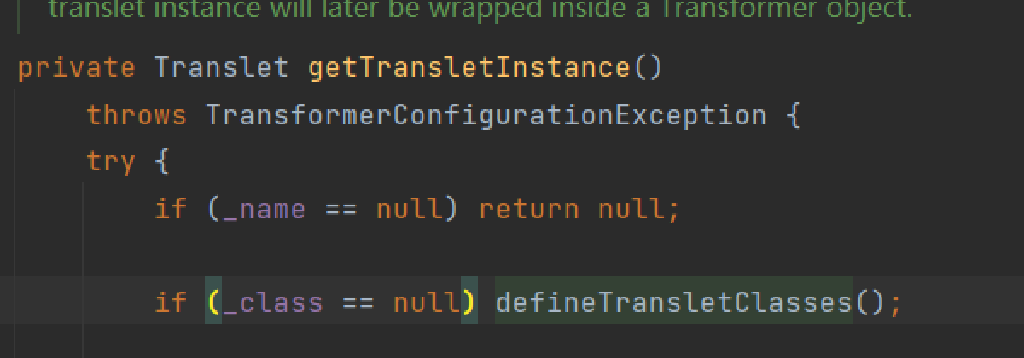 translet instance will later be wrapped inside a Transformer object.
private Translet getTransletInstance()
throws TransformerConfigurationException {
try {
if (_name == null) return null;
if (_class == null) defineTransletClasses();